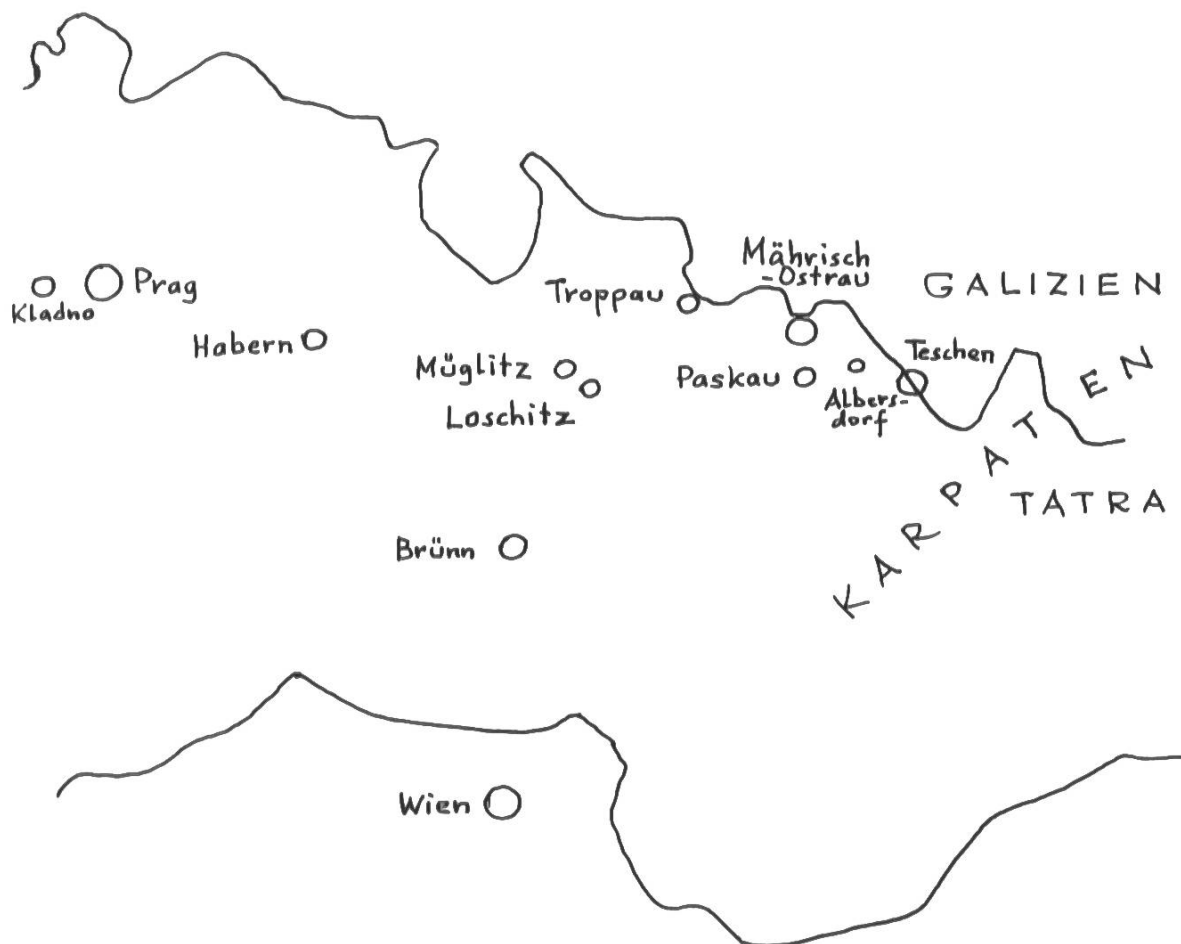 Mährisch
-Ostrau
GALIZIEN
Prag
Kladno
Troppau
Habern
Teschen
Müglitz
Loschitz
Paskau
Albers-
dorf
KARPATEN
TATRA
Brünn
Wien